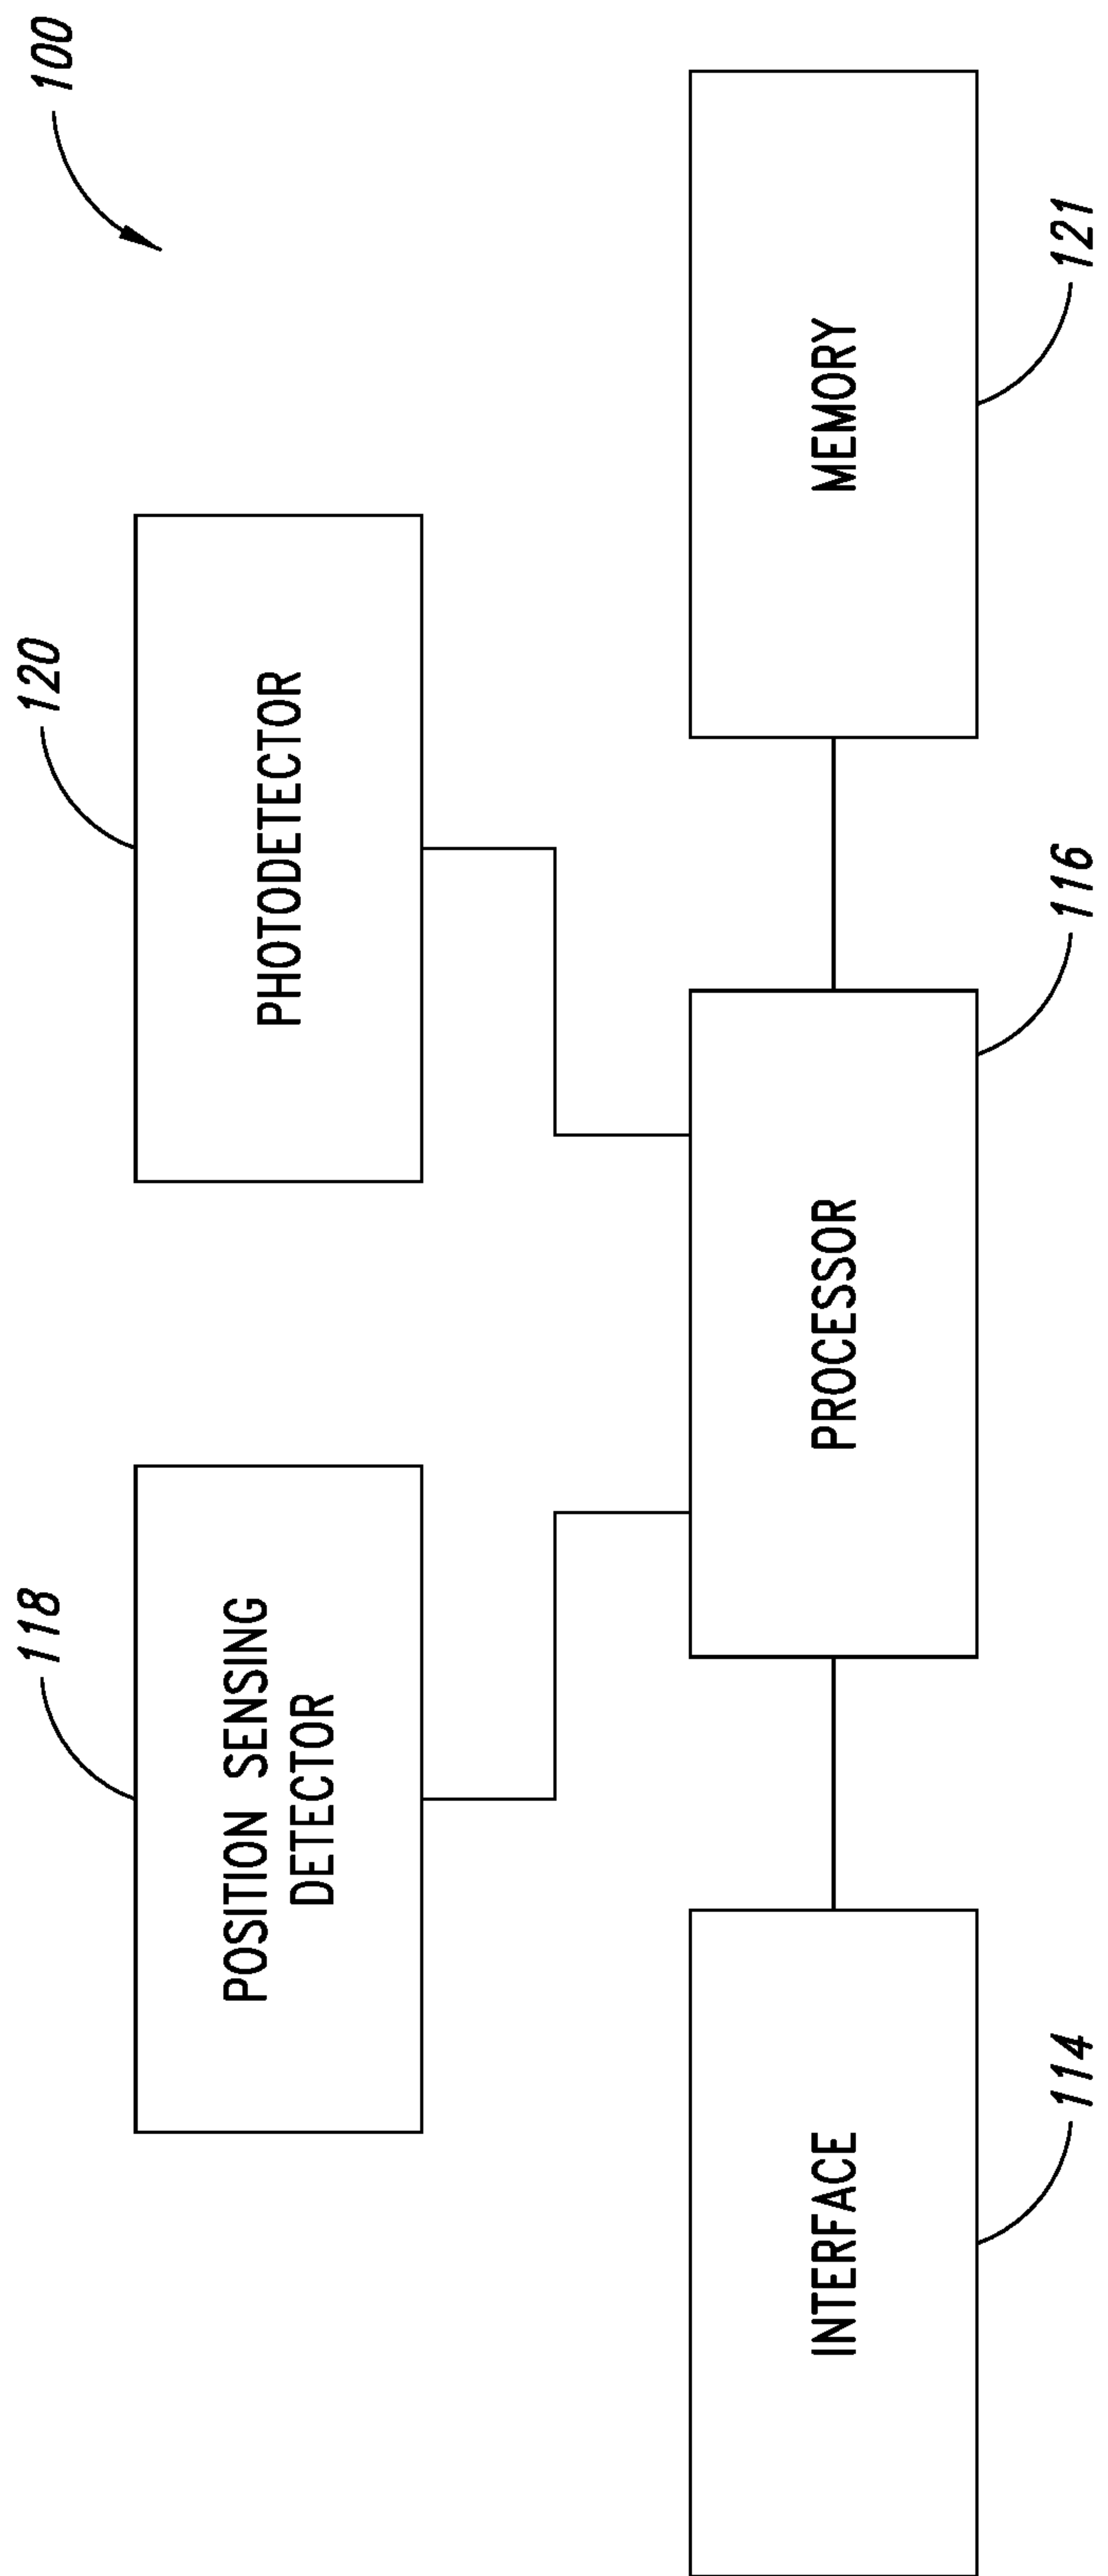 100
118
120
POSITION SENSING
DETECTOR
PHOTODETECTOR
INTERFACE
PROCESSOR
MEMORY
114
116
121